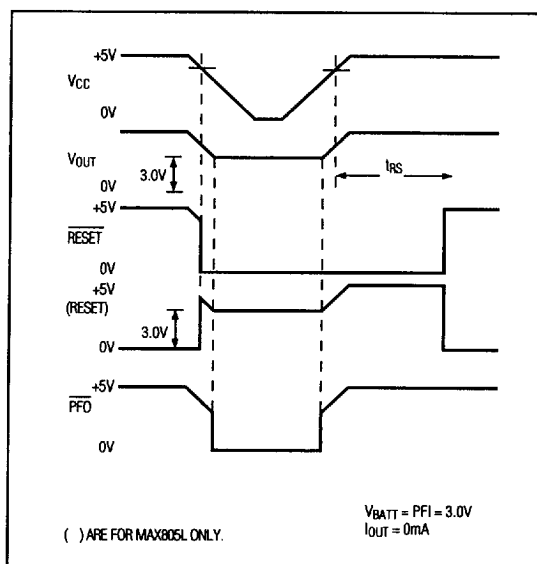 +5V
VCC
0V
VOUT
3.0V
0V
tRS
+5V
RESET
0V
+5V
(RESET)
3.0V
0V
+5V
PFO
0V
VBATT = PFI = 3.0V
IOUT = 0mA
( ) ARE FOR MAX805L ONLY.